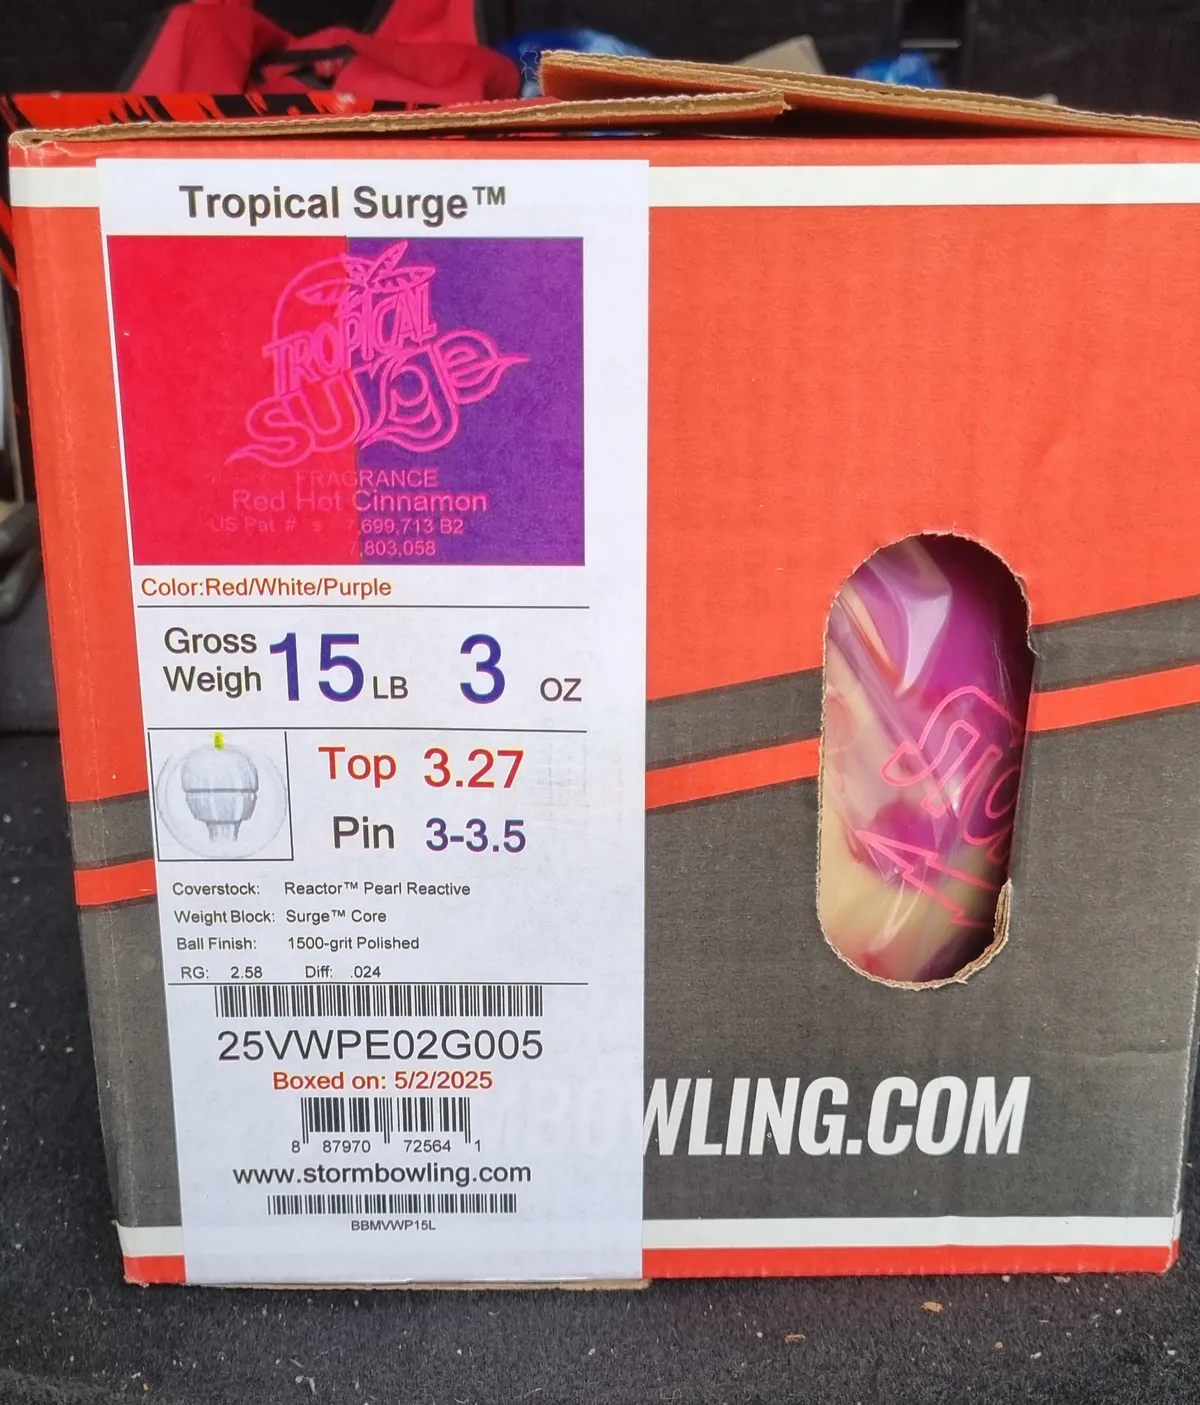 Tropical Surge™
TROPICAL
surge
FRAGRANCE
Red Hot Cinnamon
US Pat # 's 7,699,713 B2
7,803,058
Color:Red/White/Purple
Gross
Weigh 15 LB 3 OZ
Top 3.27
Pin 3-3.5
Coverstock: Reactor™ Pearl Reactive
Weight Block: Surge™ Core
Ball Finish: 1500-grit Polished
RG: 2.58 Diff: .024
25VWPE02G005
Boxed on: 5/2/2025
8 87970 72564 1
www.stormbowling.com
BBMVWP15L
WLING.COM